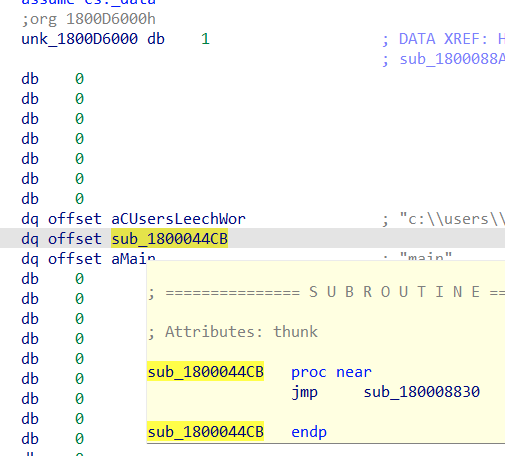 ;org 1800D6000h
unk_1800D6000 db 1 ; DATA XREF: H
; sub_1800088A
db 0
db 0
db 0
db 0
db 0
db 0
db 0
dq offset aCUsersLeechWor ; "c:\\users\\
dq offset sub_1800044CB
dq offset aMain ; "main"
db 0
; =============== S U B R O U T I N E ==
db 0
db 0
; Attributes: thunk
db 0
db 0
sub_1800044CB proc near
db 0
jmp sub_180008830
db 0
db 0
sub_1800044CB endp
db 0